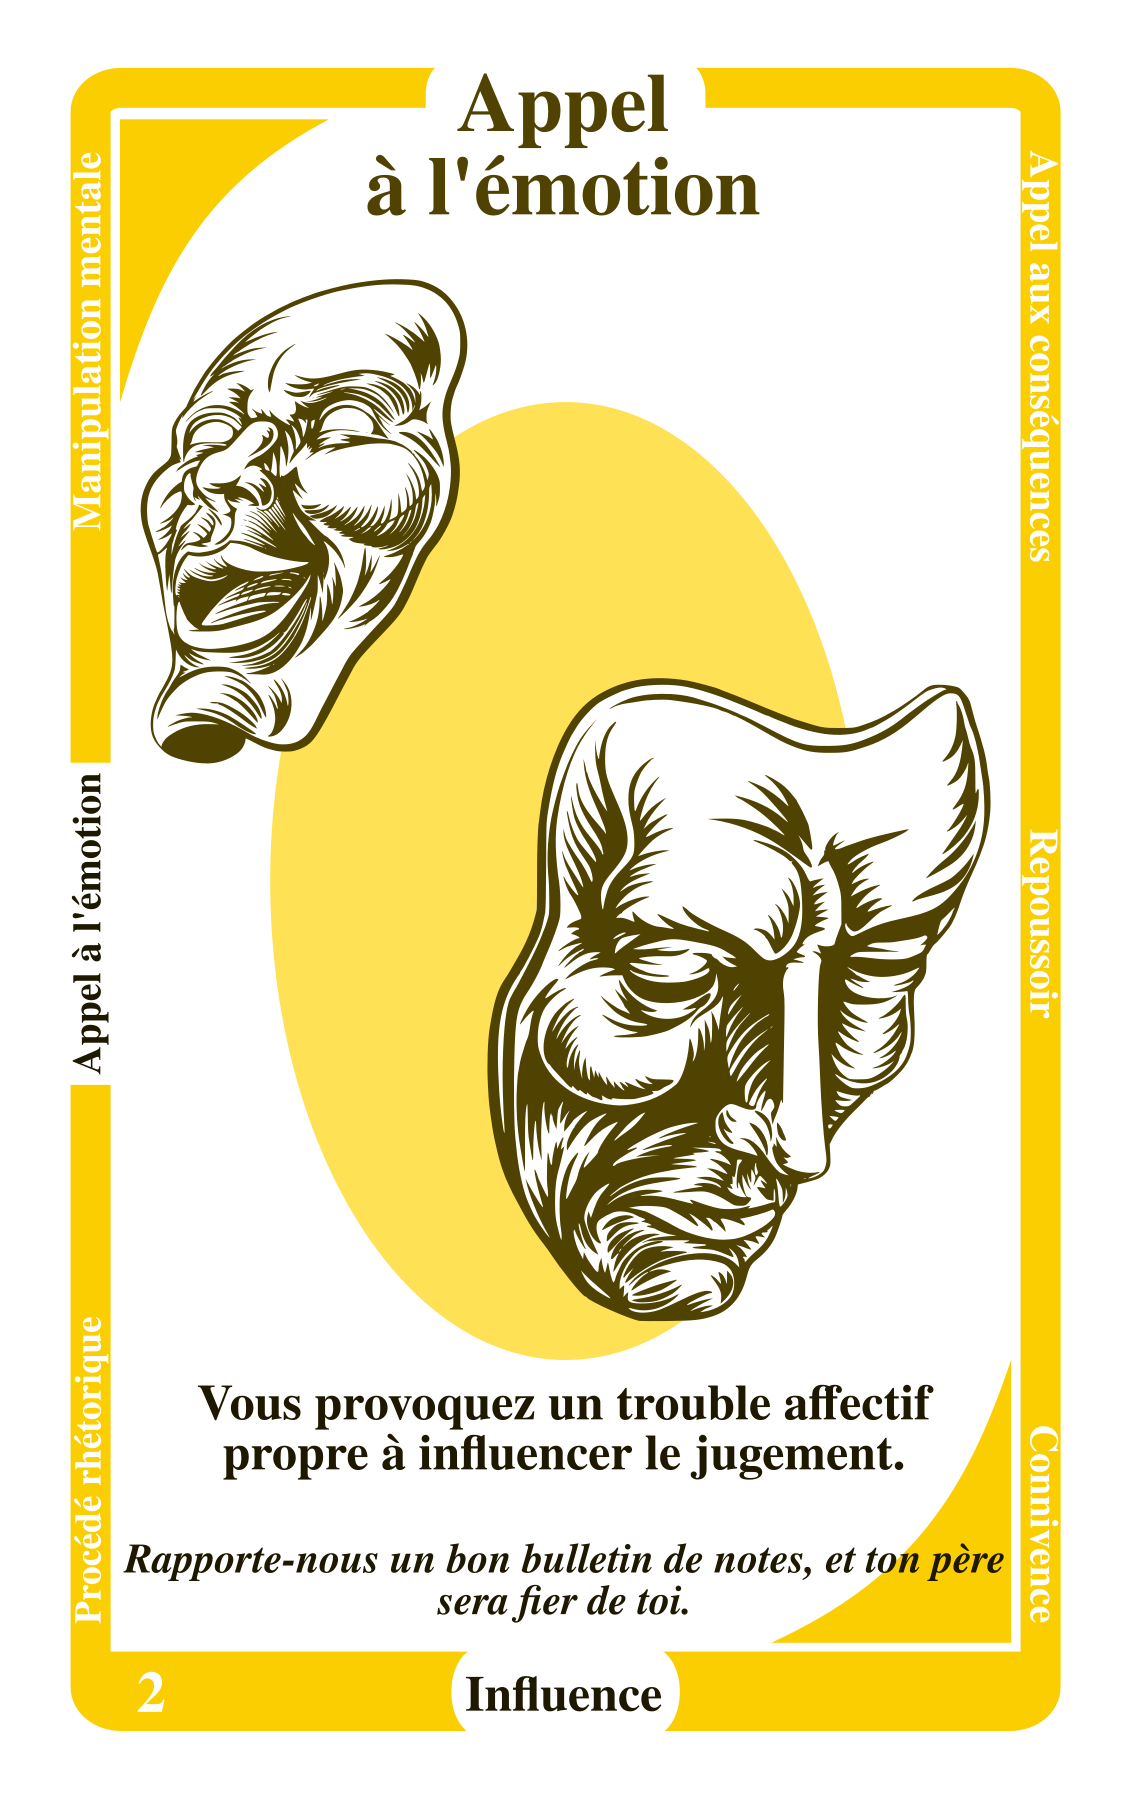 Appel
à l'émotion
Manipulation mentale
Appel à l'émotion
Procédé rhétorique
Appel aux conséquences
Repoussoir
Connivence
Vous provoquez un trouble affectif
propre à influencer le jugement.
Rapporte-nous un bon bulletin de notes, et ton père
sera fier de toi.
2
Influence